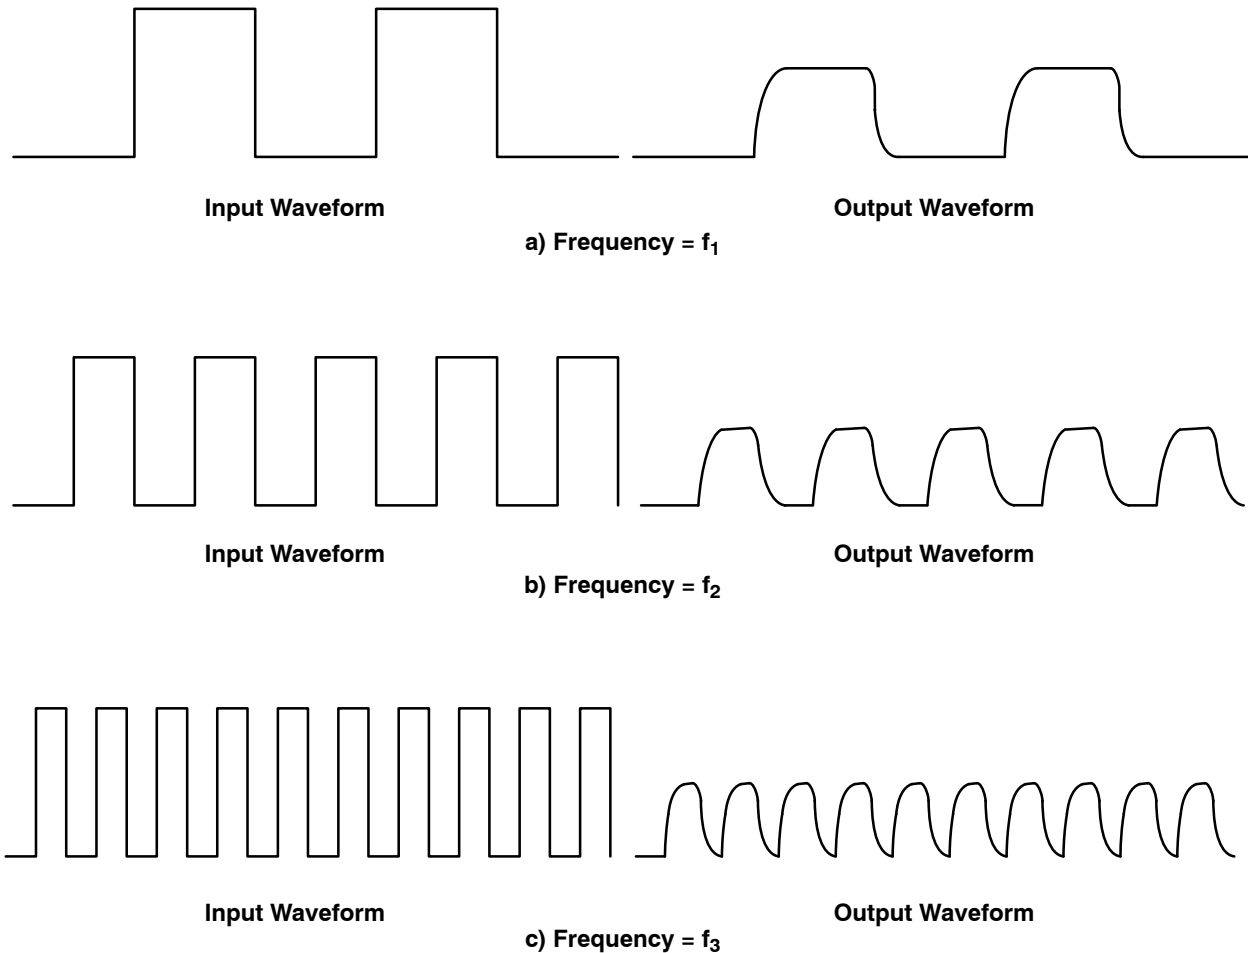 Input Waveform
Output Waveform
a) Frequency = f₁
Input Waveform
Output Waveform
b) Frequency = f₂
Input Waveform
Output Waveform
c) Frequency = f₃